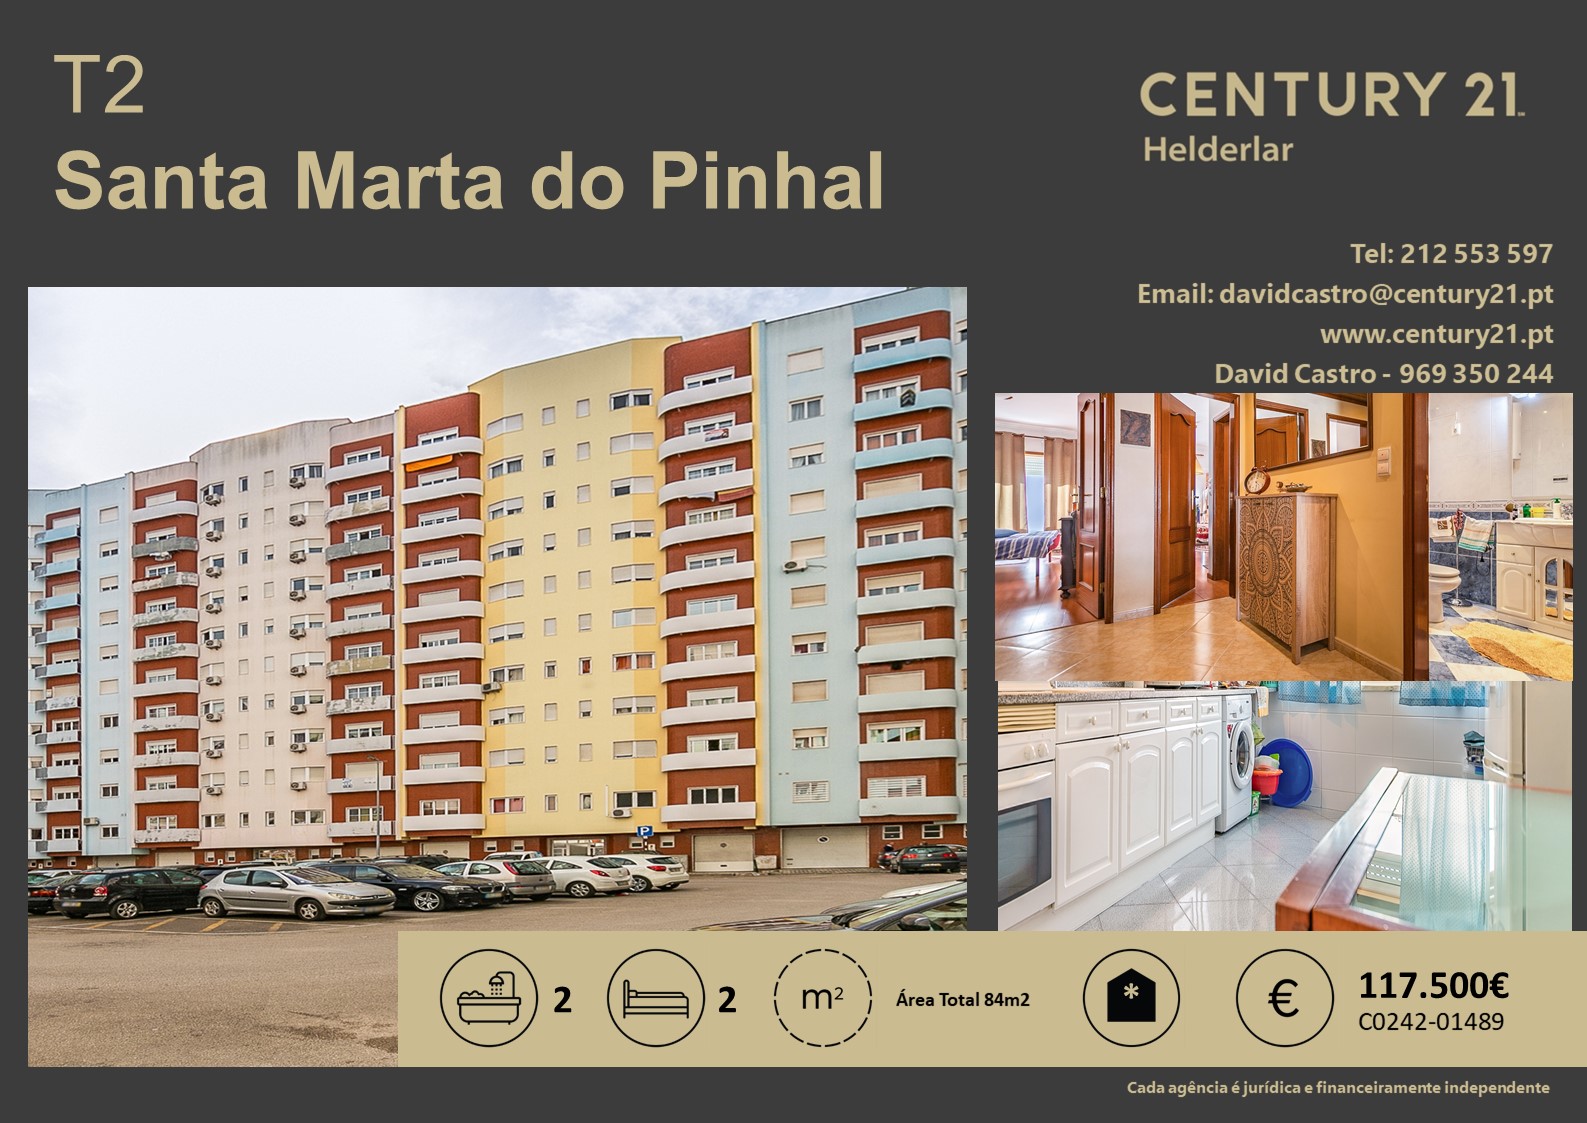 T2
Santa Marta do Pinhal
CENTURY 21
Helderlar
Tel: 212 553 597
Email: davidcastro@century21.pt
www.century21.pt
David Castro - 969 350 244
P
2
2
m²
Área Total 84m2
*
€
117.500€
C0242-01489
Cada agência é jurídica e financeiramente independente